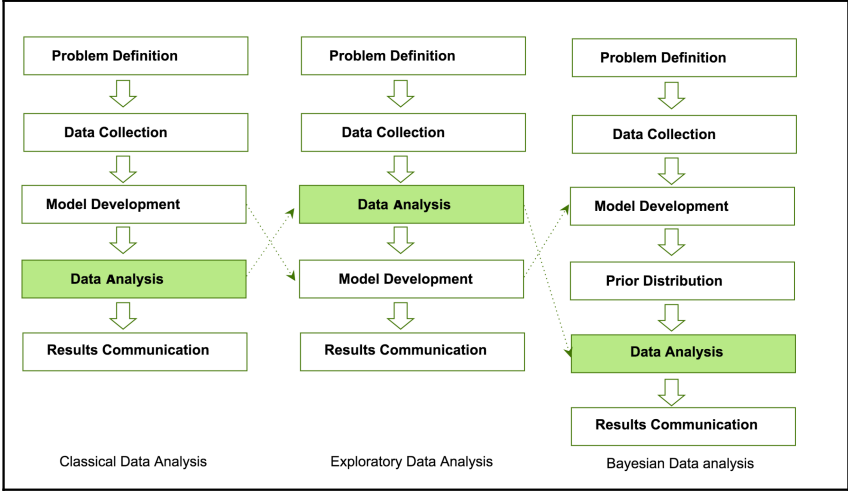 Problem Definition
Data Collection
Model Development
Data Analysis
Results Communication
Classical Data Analysis
Problem Definition
Data Collection
Data Analysis
Model Development
Results Communication
Exploratory Data Analysis
Problem Definition
Data Collection
Model Development
Prior Distribution
Data Analysis
Results Communication
Bayesian Data analysis